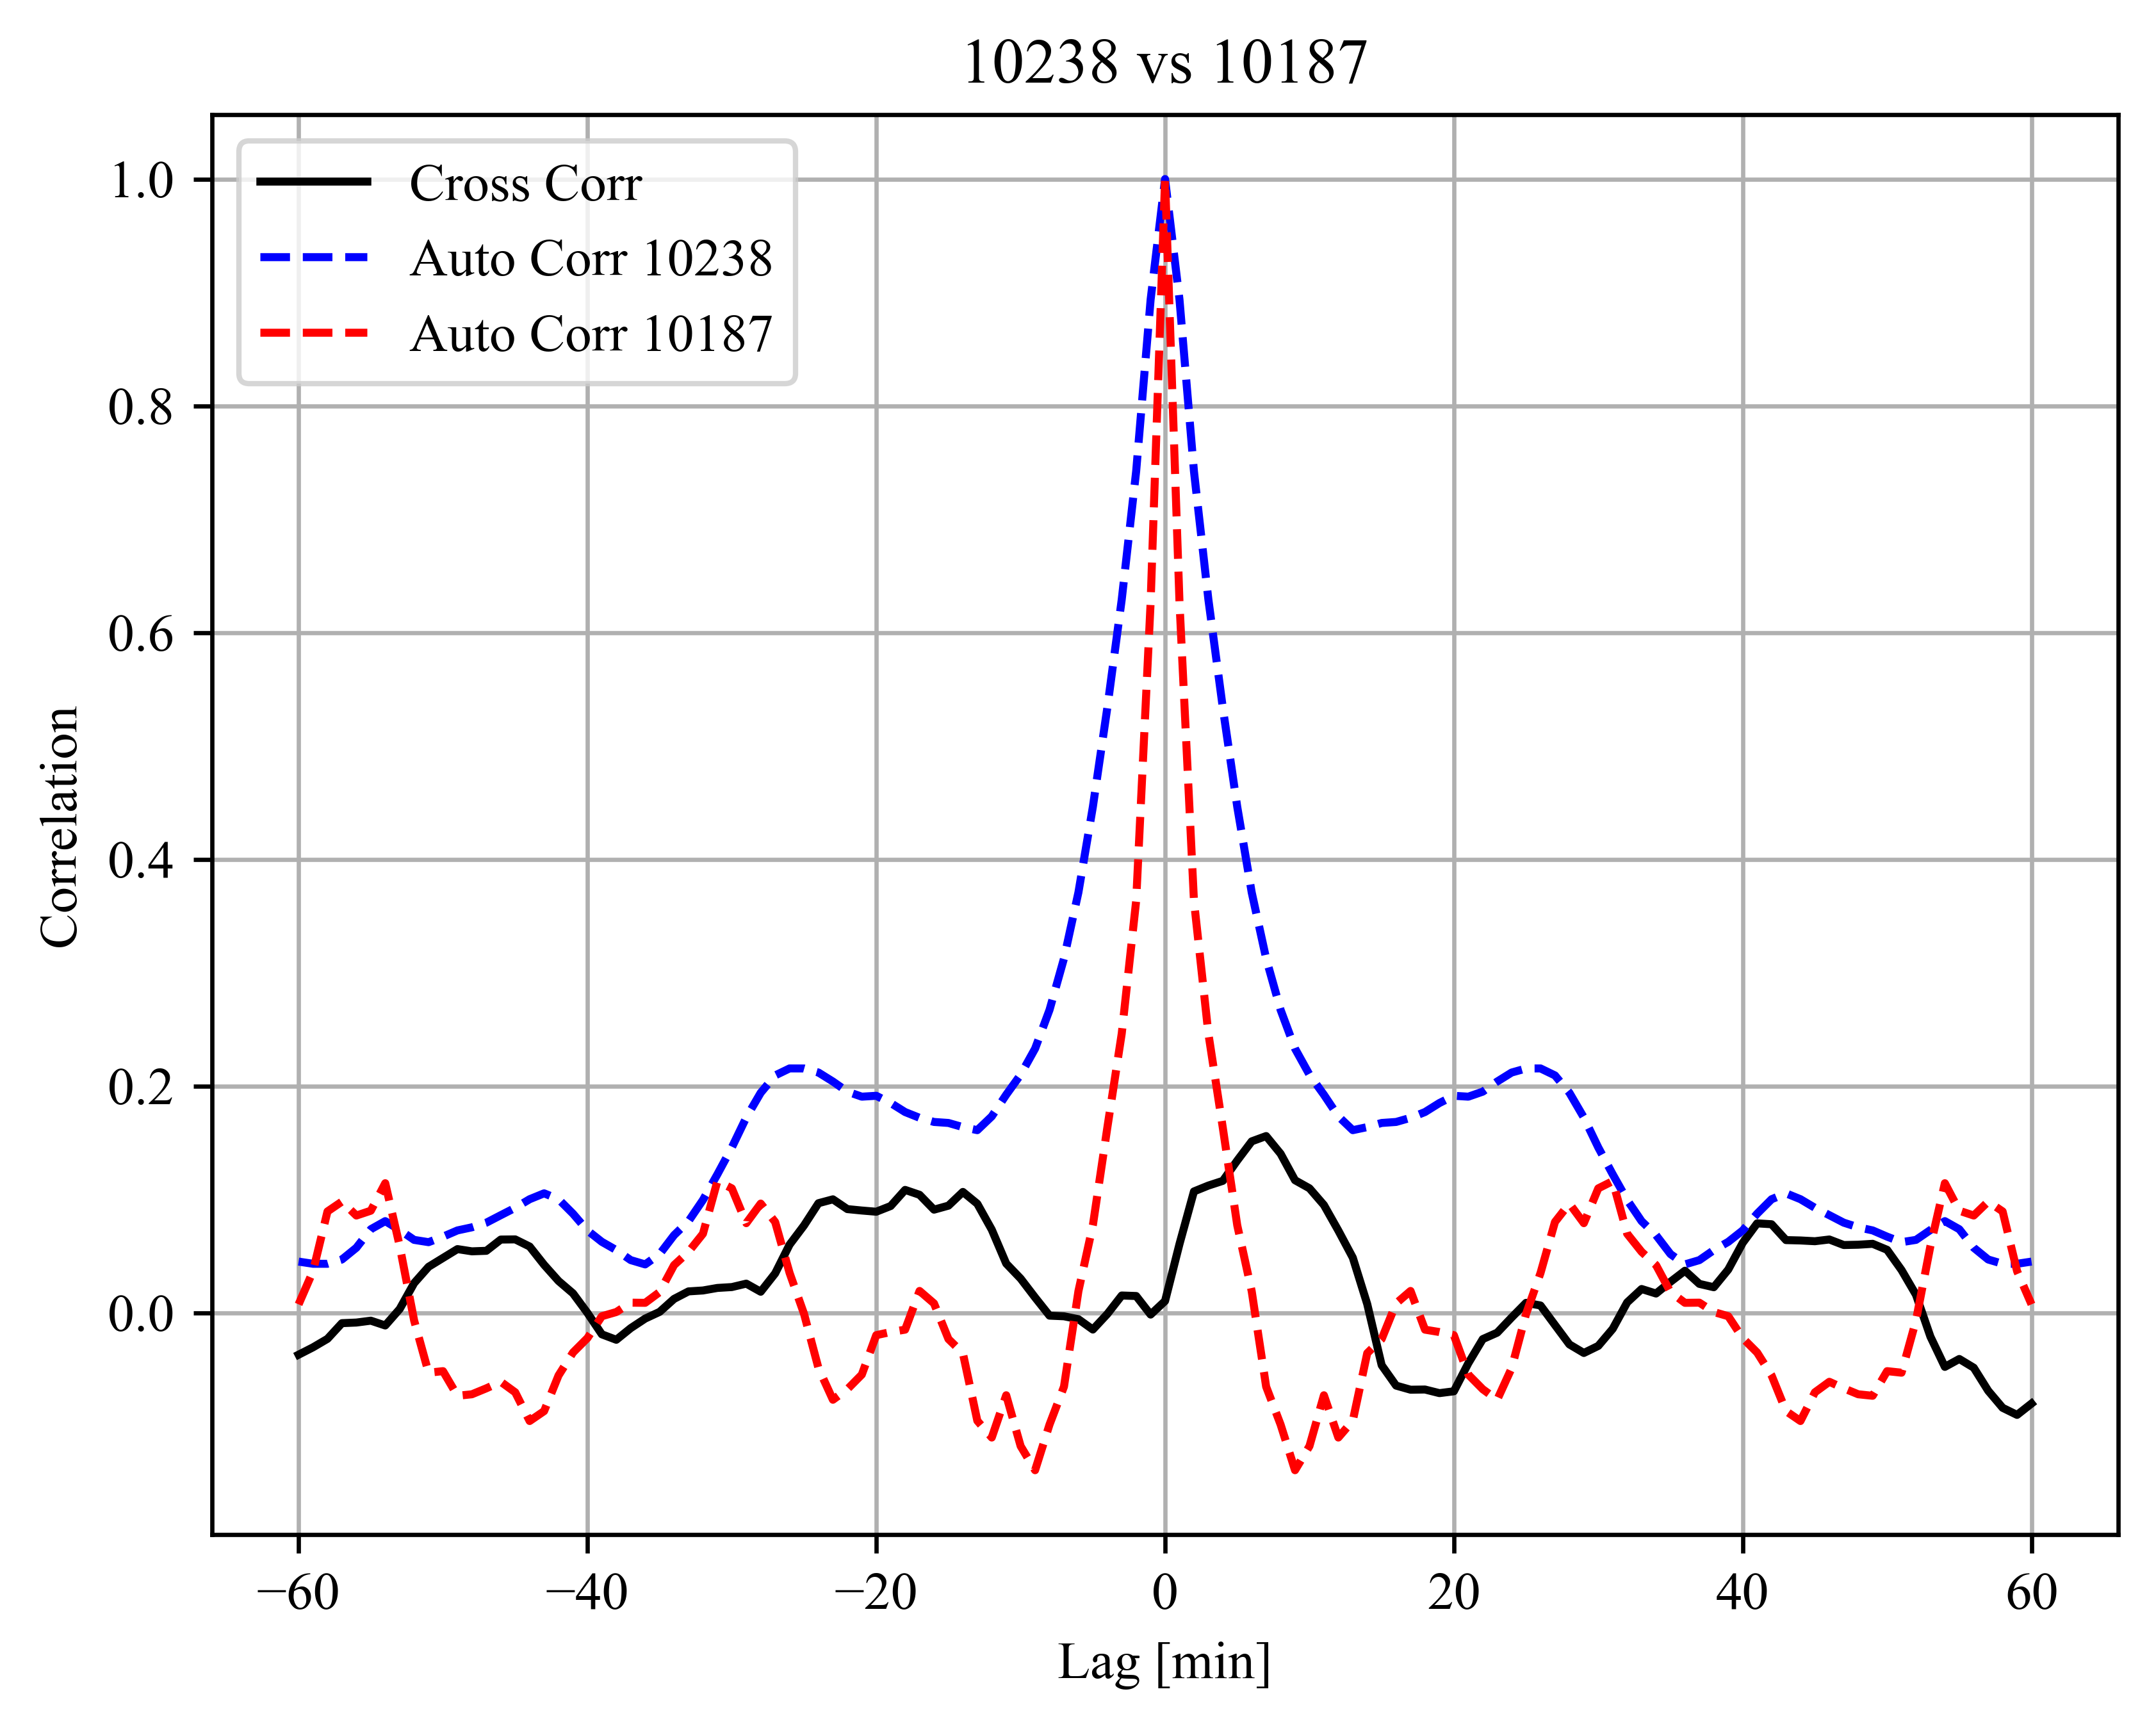 10238 vs 10187
Cross Corr
Auto Corr 10238
Auto Corr 10187
1.0
0.8
0.6
0.4
0.2
0.0
Correlation
−60 −40 −20 0 20 40 60
Lag [min]